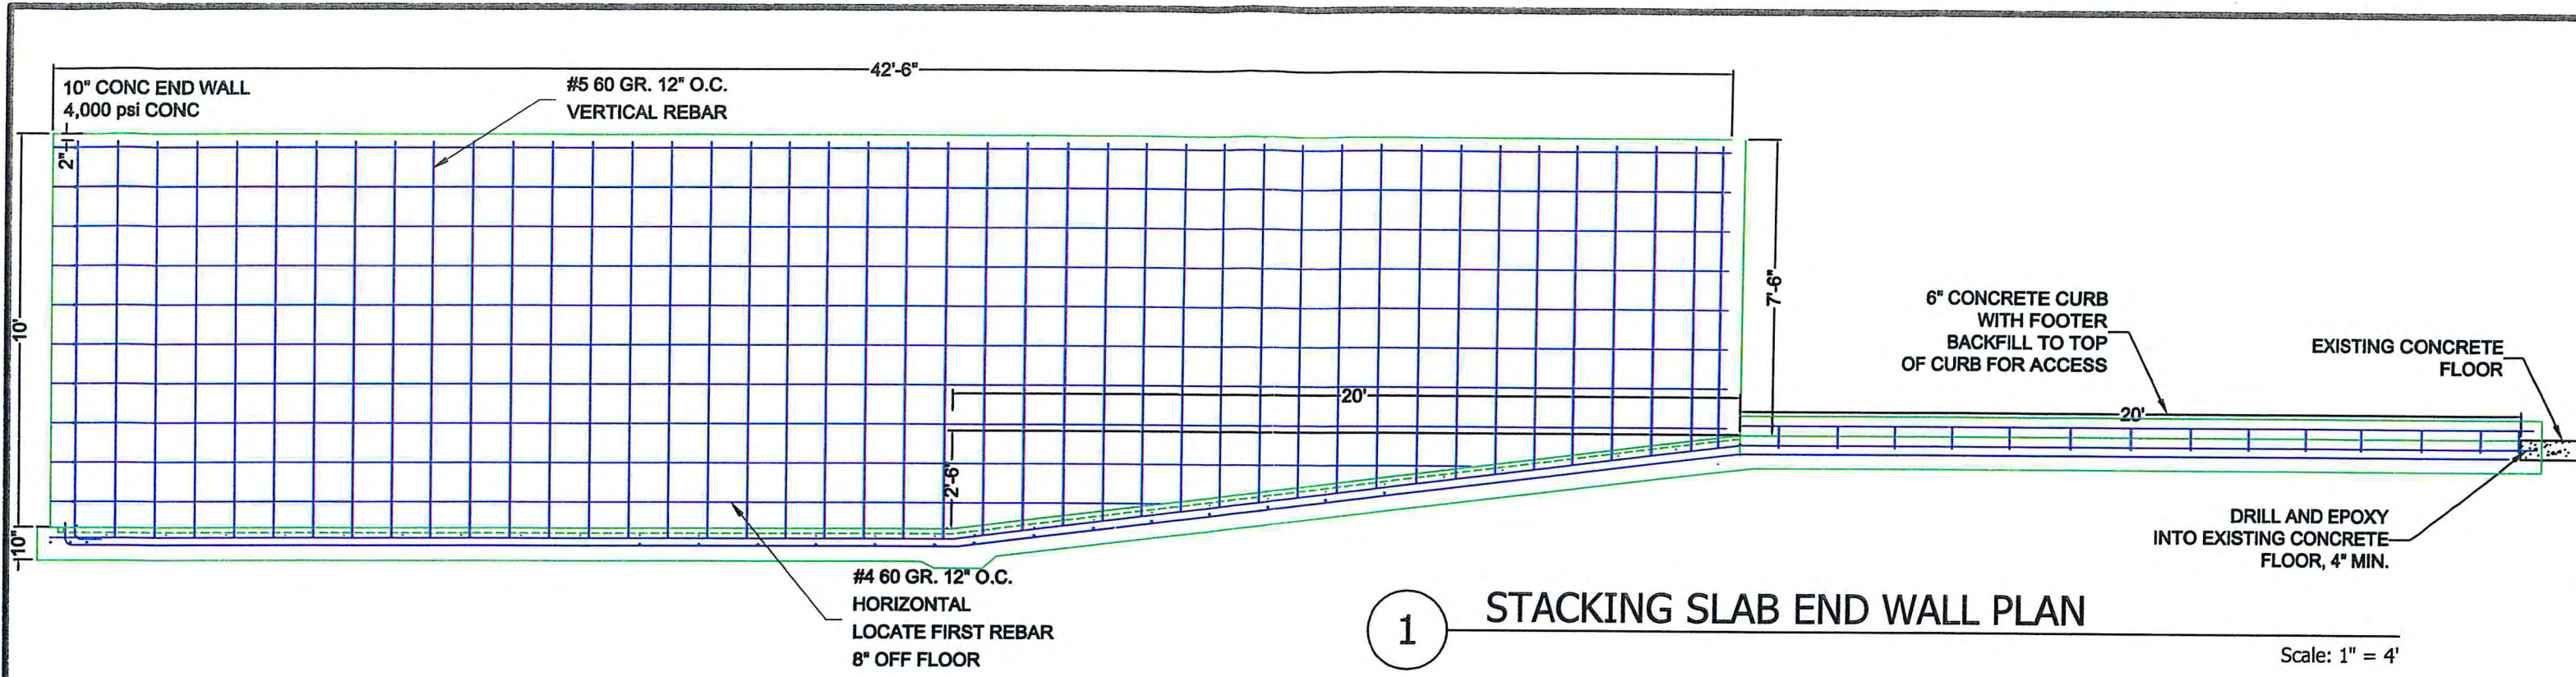 42'-6"
10" CONC END WALL
4,000 psi CONC
#5 60 GR. 12" O.C.
VERTICAL REBAR
2"
10'
7'-6"
6" CONCRETE CURB
WITH FOOTER
BACKFILL TO TOP
OF CURB FOR ACCESS
EXISTING CONCRETE
FLOOR
20'
20'
2'-6"
10"
DRILL AND EPOXY
INTO EXISTING CONCRETE
FLOOR, 4" MIN.
#4 60 GR. 12" O.C.
HORIZONTAL
LOCATE FIRST REBAR
8" OFF FLOOR
1
STACKING SLAB END WALL PLAN
Scale: 1" = 4'